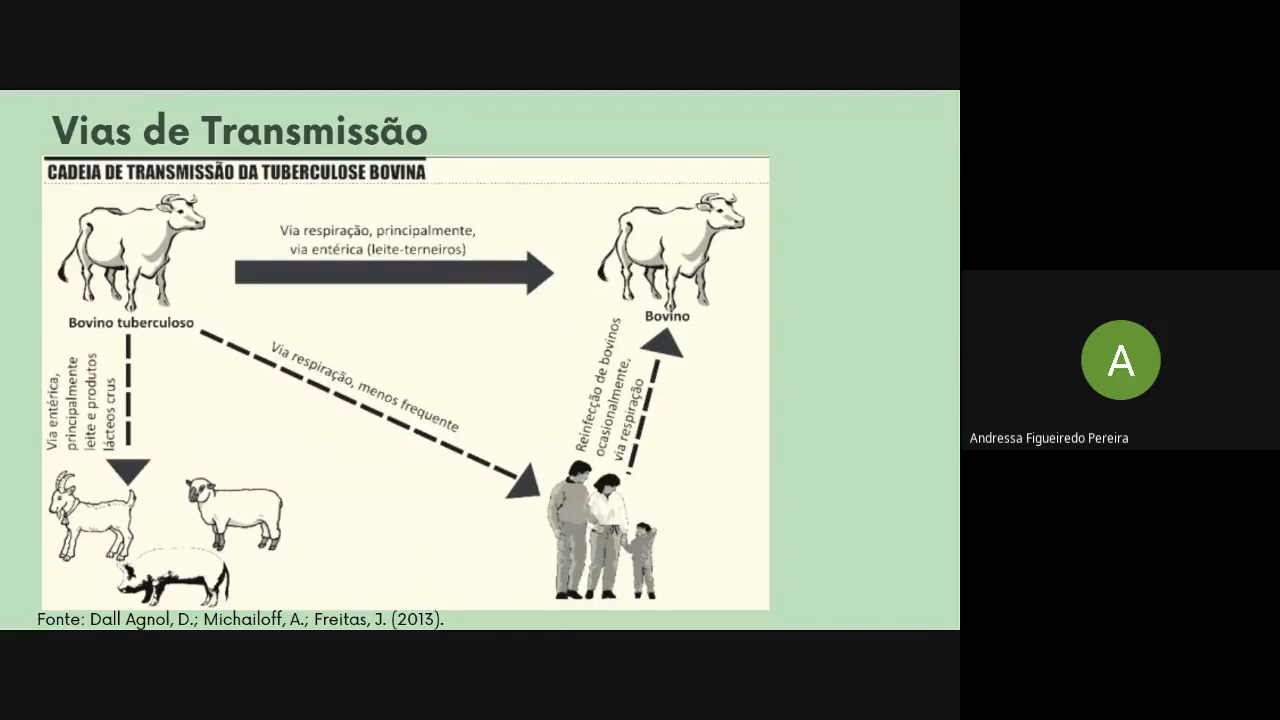 Vias de Transmissão
CADEIA DE TRANSMISSÃO DA TUBERCULOSE BOVINA
Via respiração, principalmente,
via entérica (leite-terneiros)
Bovino tuberculoso
Bovino
Via respiração, menos frequente
Via entérica,
principalmente
leite e produtos
lácteos crus
Reinfecção de bovinos
ocasionalmente,
via respiração
Fonte: Dall Agnol, D.; Michailoff, A.; Freitas, J. (2013).
A
Andressa Figueiredo Pereira